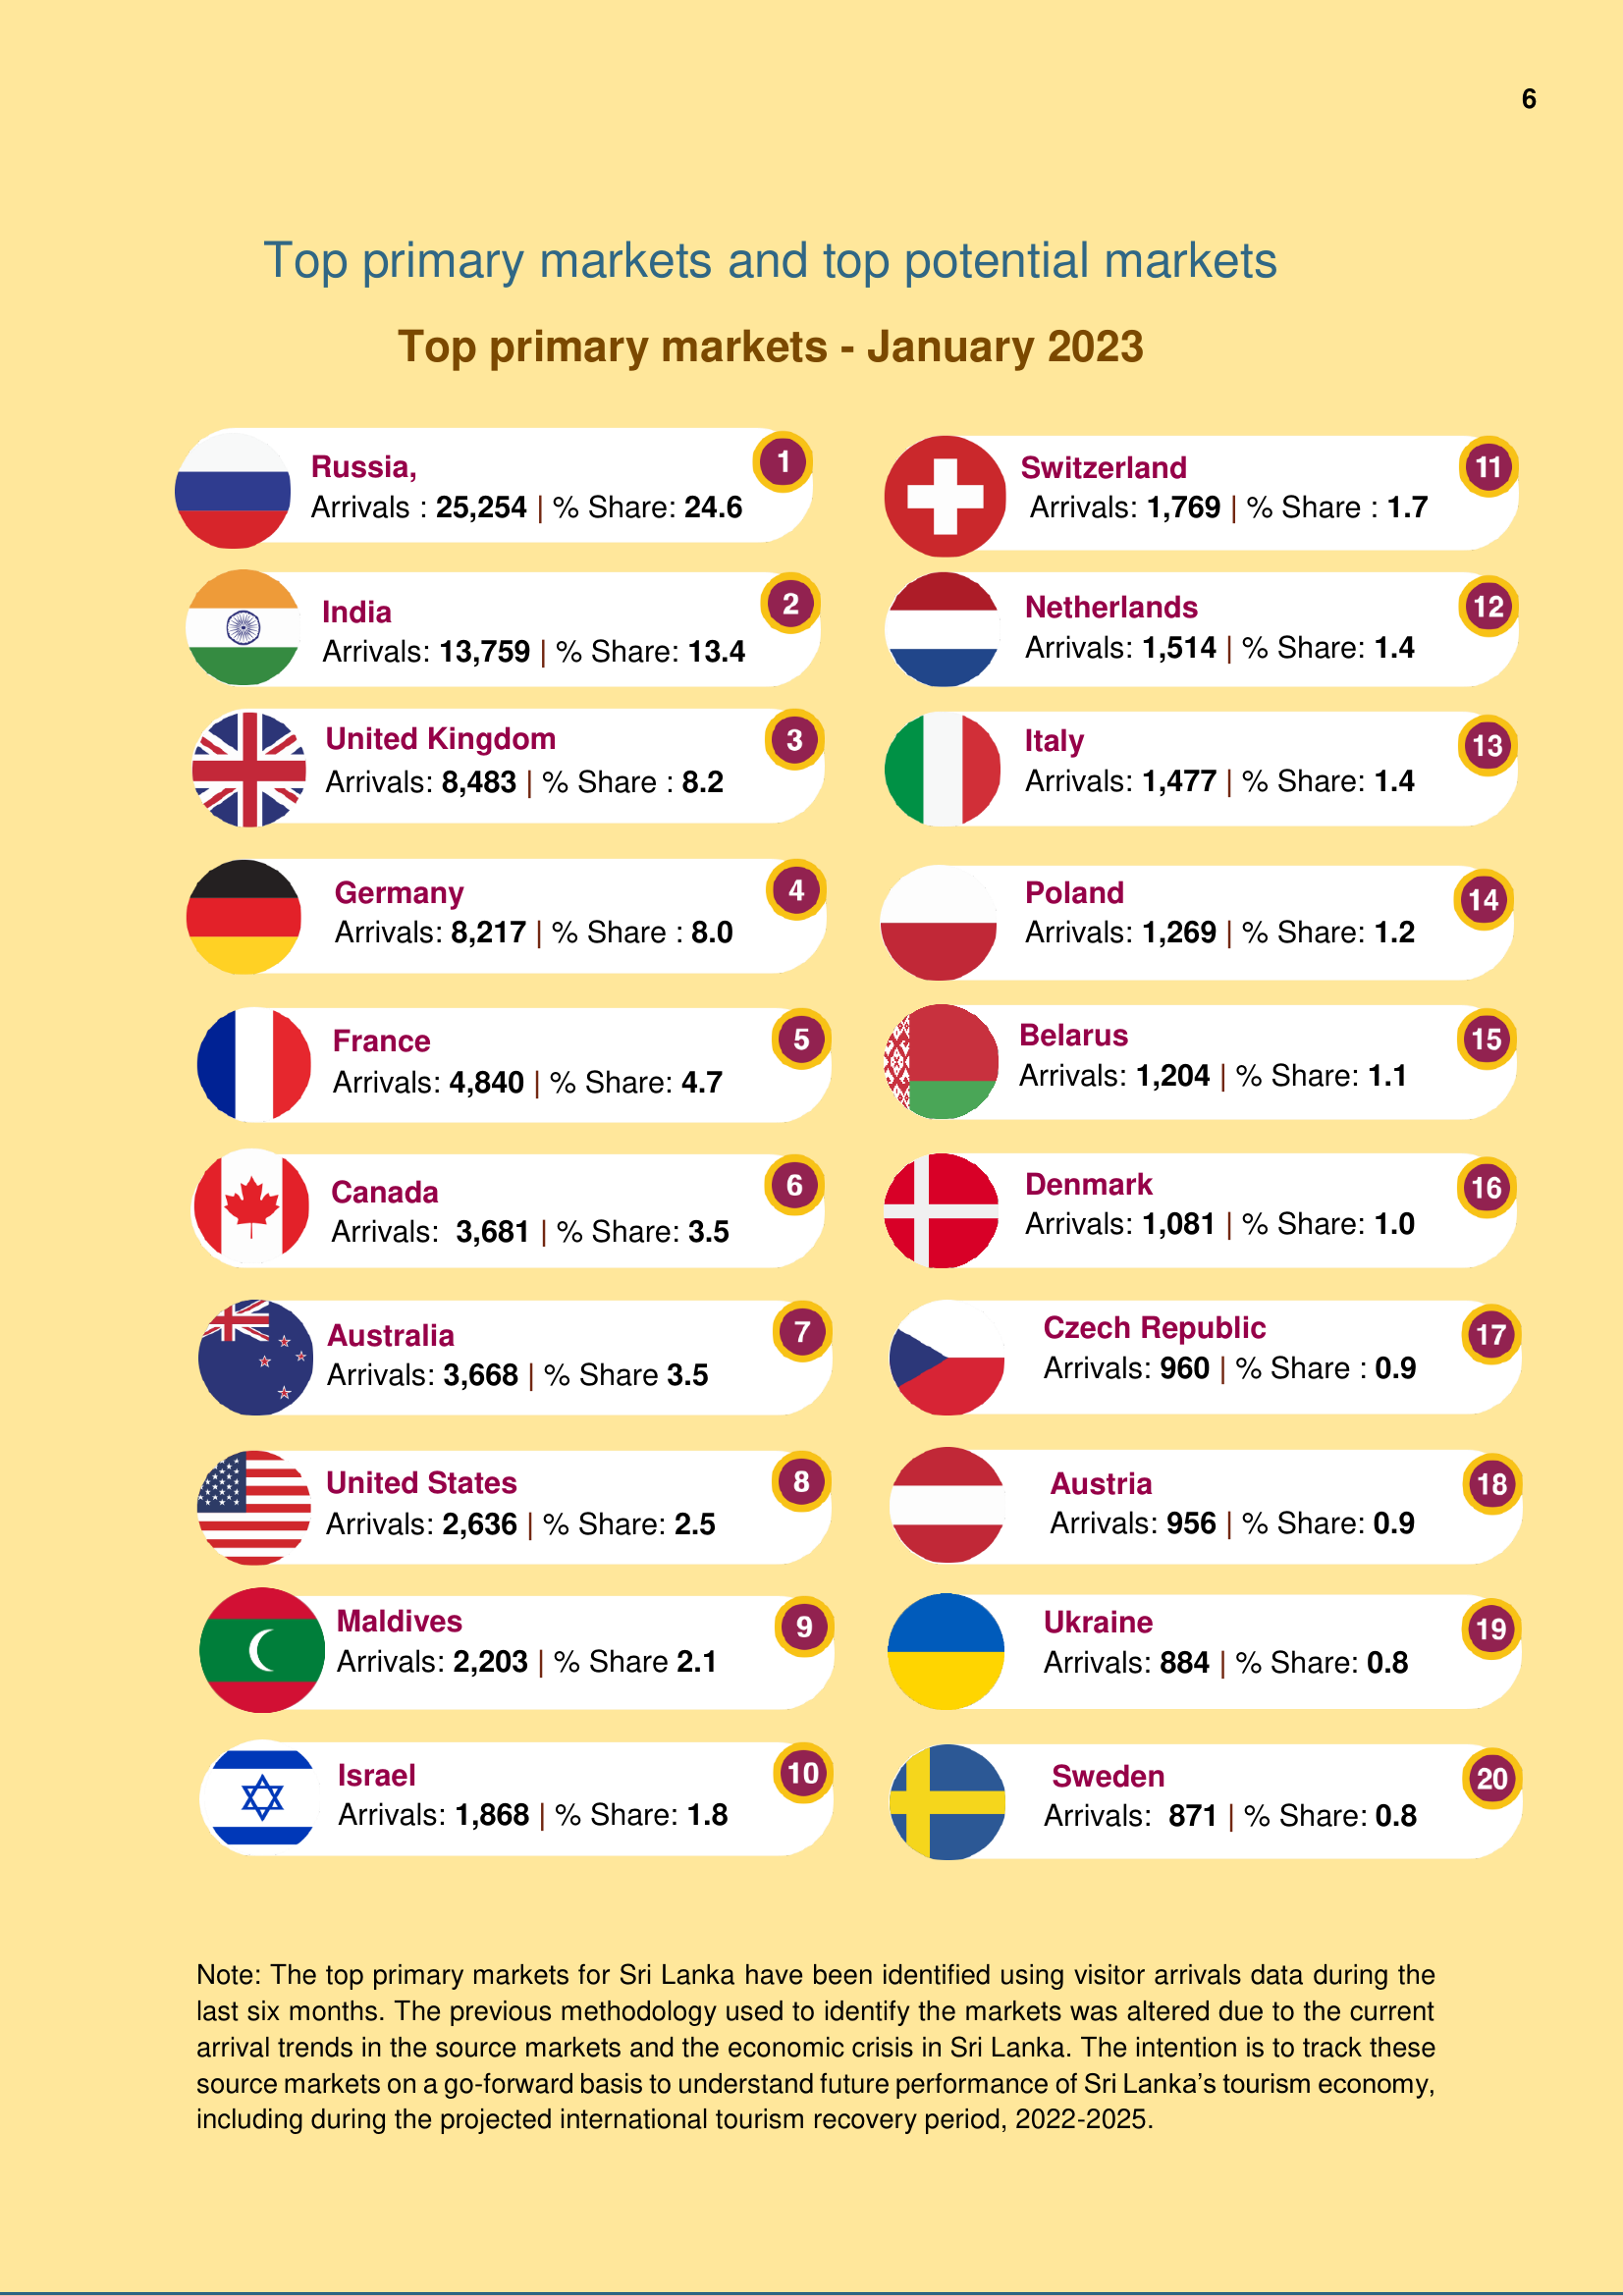 6
Top primary markets and top potential markets
Top primary markets - January 2023
Russia,
Arrivals : 25,254 | % Share: 24.6
1
India
Arrivals: 13,759 | % Share: 13.4
2
United Kingdom
Arrivals: 8,483 | % Share : 8.2
3
Germany
Arrivals: 8,217 | % Share : 8.0
4
France
Arrivals: 4,840 | % Share: 4.7
5
Canada
Arrivals:  3,681 | % Share: 3.5
6
Australia
Arrivals: 3,668 | % Share 3.5
7
United States
Arrivals: 2,636 | % Share: 2.5
8
Maldives
Arrivals: 2,203 | % Share 2.1
9
Israel
Arrivals: 1,868 | % Share: 1.8
10
Switzerland
Arrivals: 1,769 | % Share : 1.7
11
Netherlands
Arrivals: 1,514 | % Share: 1.4
12
Italy
Arrivals: 1,477 | % Share: 1.4
13
Poland
Arrivals: 1,269 | % Share: 1.2
14
Belarus
Arrivals: 1,204 | % Share: 1.1
15
Denmark
Arrivals: 1,081 | % Share: 1.0
16
Czech Republic
Arrivals: 960 | % Share : 0.9
17
Austria
Arrivals: 956 | % Share: 0.9
18
Ukraine
Arrivals: 884 | % Share: 0.8
19
Sweden
Arrivals:  871 | % Share: 0.8
20
Note: The top primary markets for Sri Lanka have been identified using visitor arrivals data during the
last six months. The previous methodology used to identify the markets was altered due to the current
arrival trends in the source markets and the economic crisis in Sri Lanka. The intention is to track these
source markets on a go-forward basis to understand future performance of Sri Lanka’s tourism economy,
including during the projected international tourism recovery period, 2022-2025.